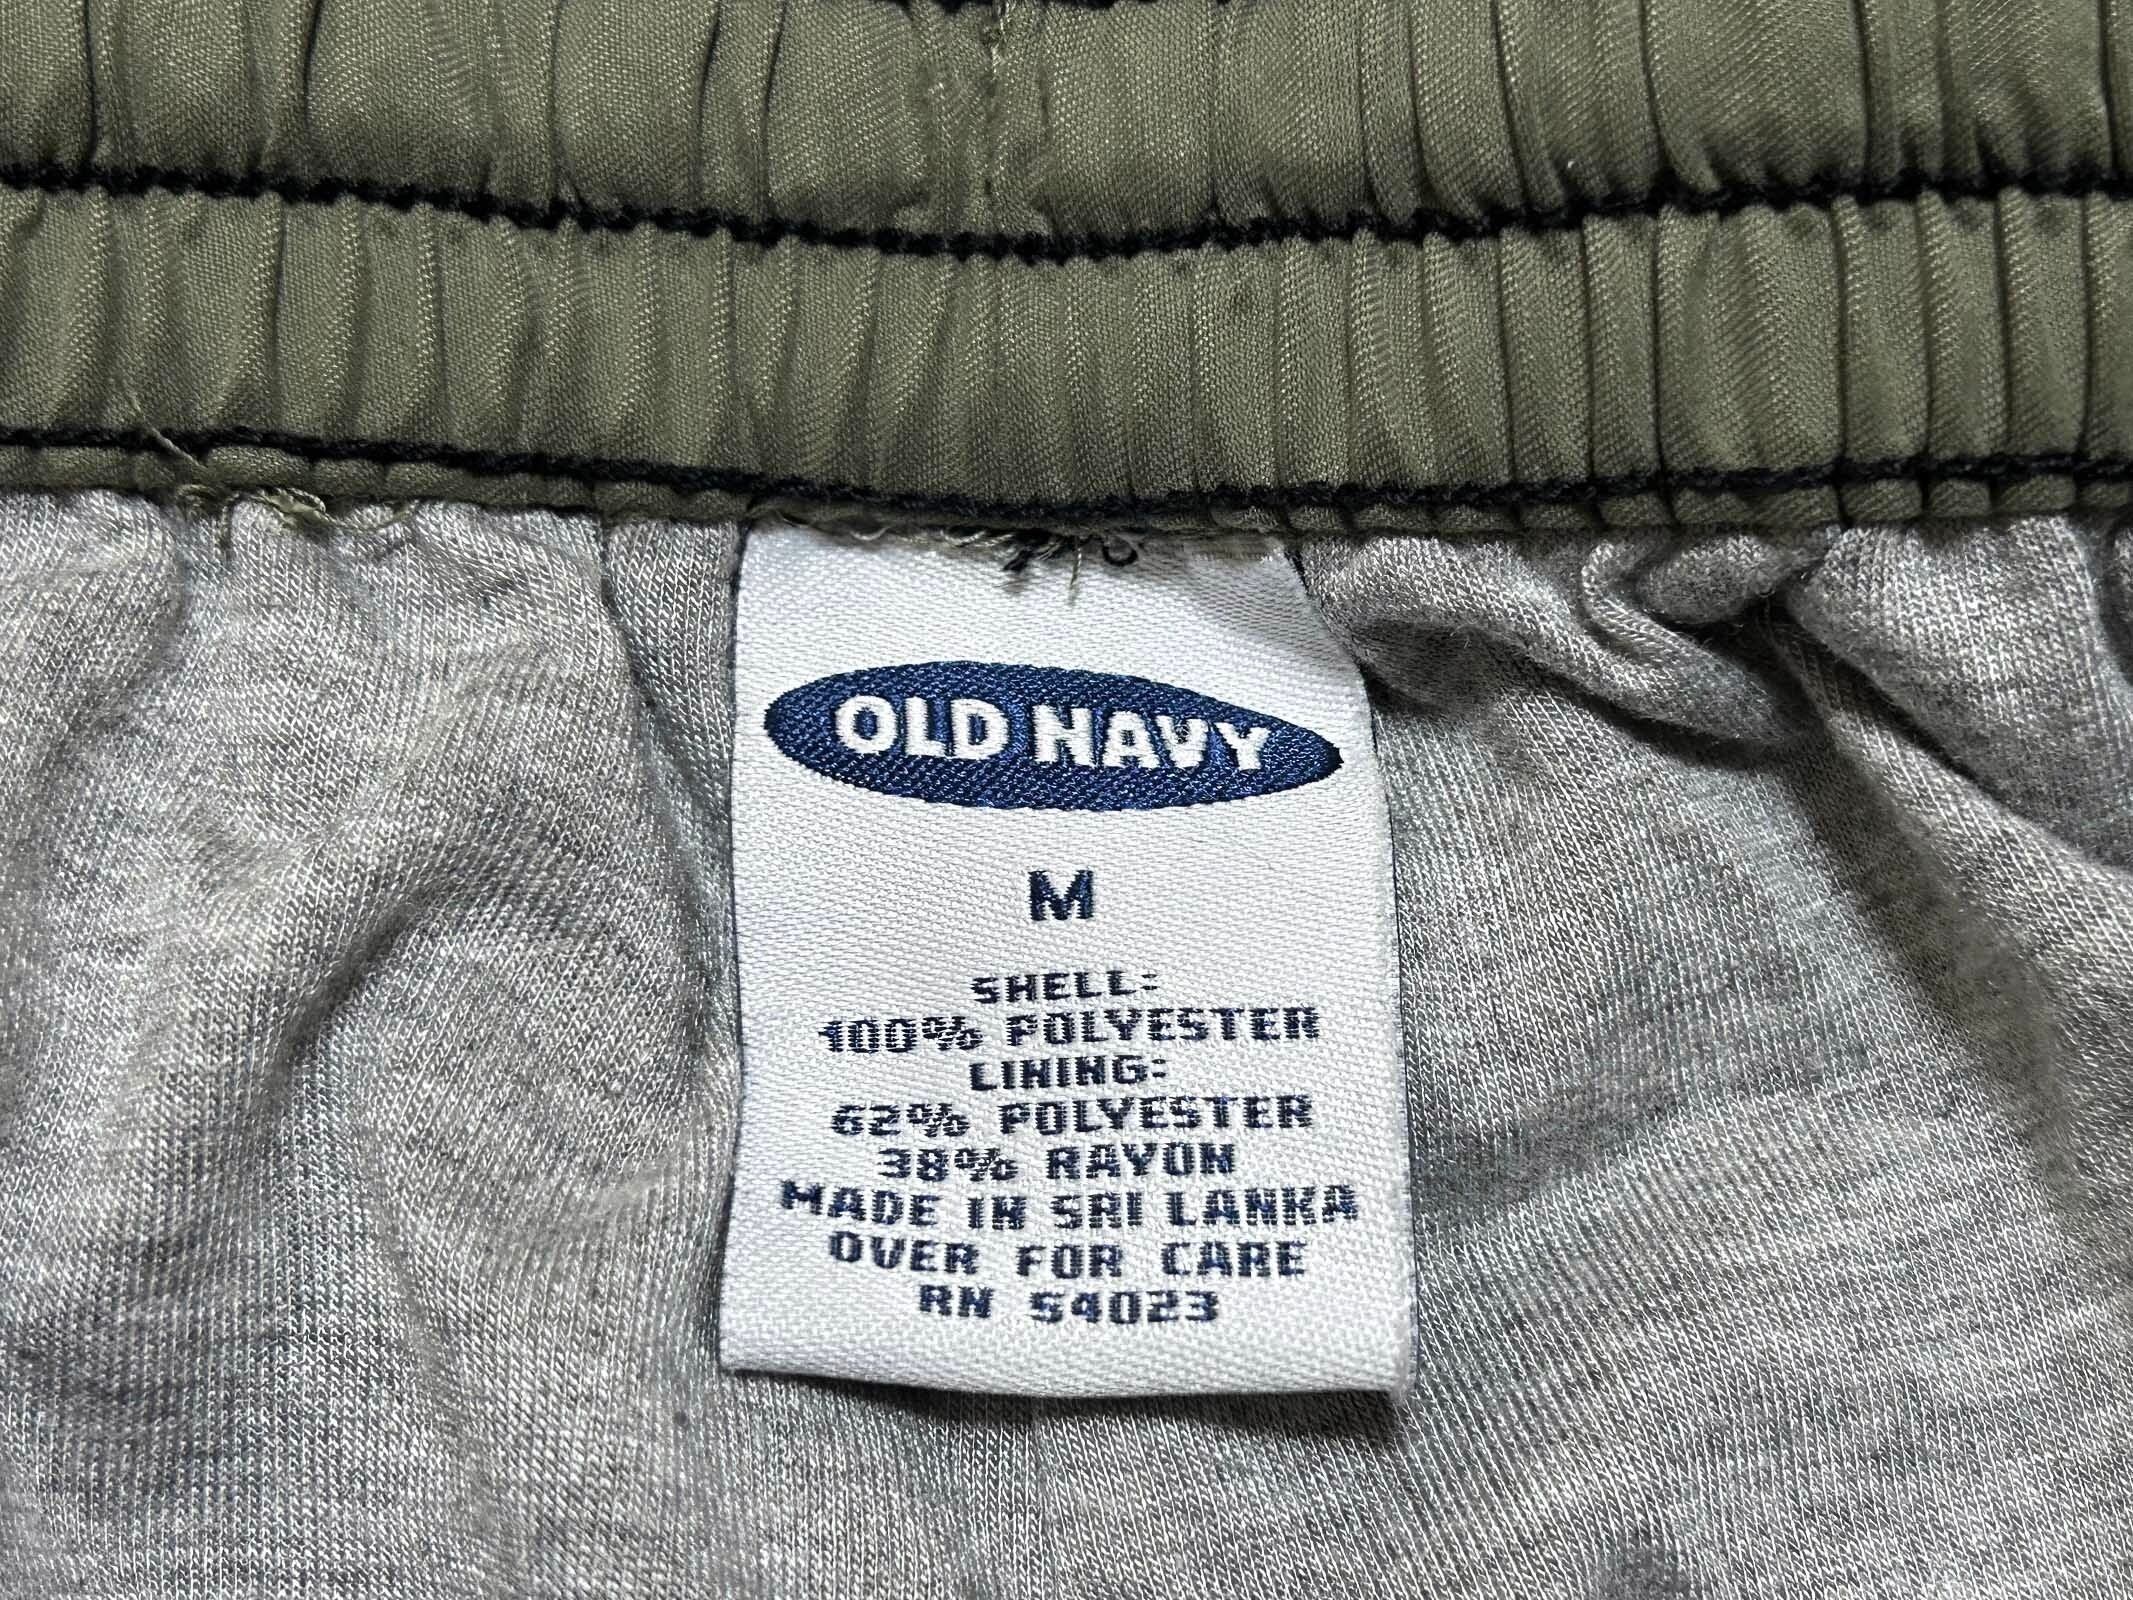 OLD NAVY
M
SHELL:
100% POLYESTER
LINING:
62% POLYESTER
38% RAYON
MADE IN SRI LANKA
OVER FOR CARE
RN 54023